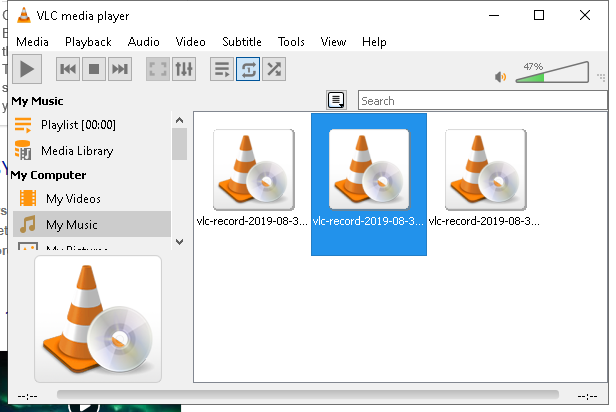 VLC media player
Media Playback Audio Video Subtitle Tools View Help
47%
My Music
Search
Playlist [00:00]
Media Library
My Computer
My Videos
My Music
My Pictures
vlc-record-2019-08-3... vlc-record-2019-08-3... vlc-record-2019-08-3...
--:-- --:--